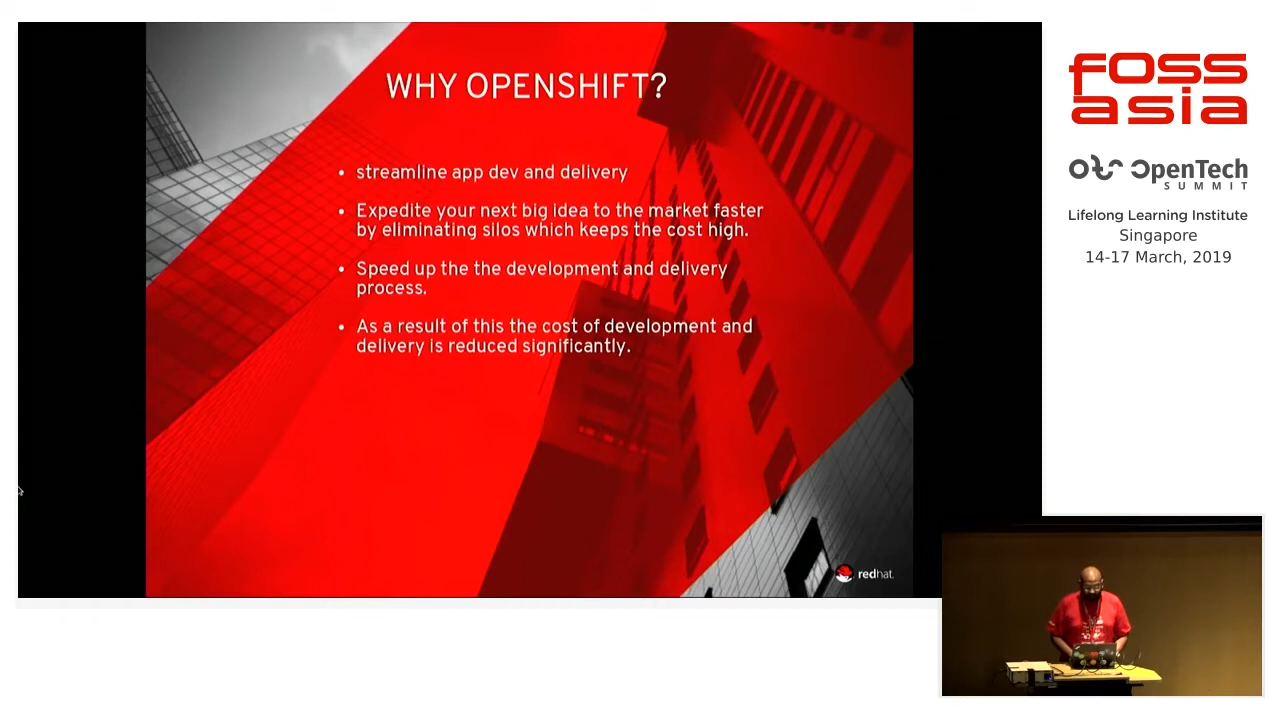 WHY OPENSHIFT?
• streamline app dev and delivery
• Expedite your next big idea to the market faster
by eliminating silos which keeps the cost high.
• Speed up the the development and delivery
process.
• As a result of this the cost of development and
delivery is reduced significantly.
redhat.
foss
asia
OpenTech
SUMMIT
Lifelong Learning Institute
Singapore
14-17 March, 2019